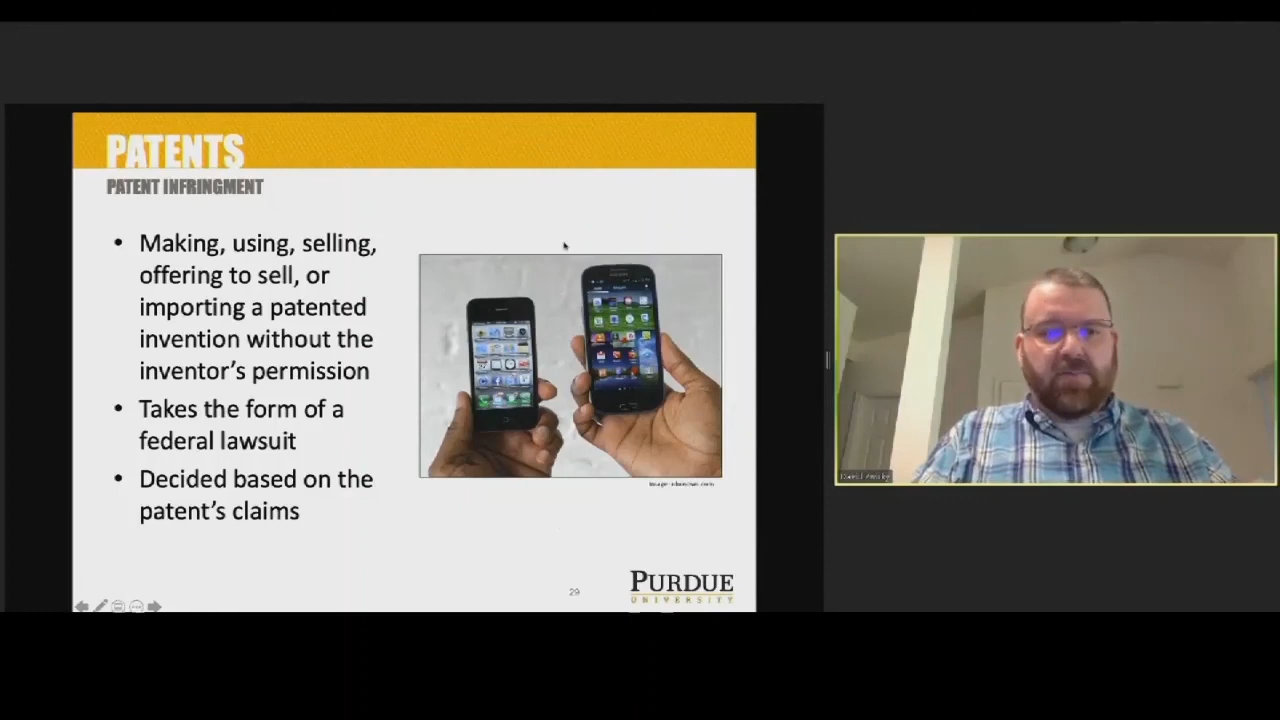 PATENTS
PATENT INFRINGMENT
• Making, using, selling,
offering to sell, or
importing a patented
invention without the
inventor’s permission
• Takes the form of a
federal lawsuit
• Decided based on the
patent’s claims
29
PURDUE
UNIVERSITY